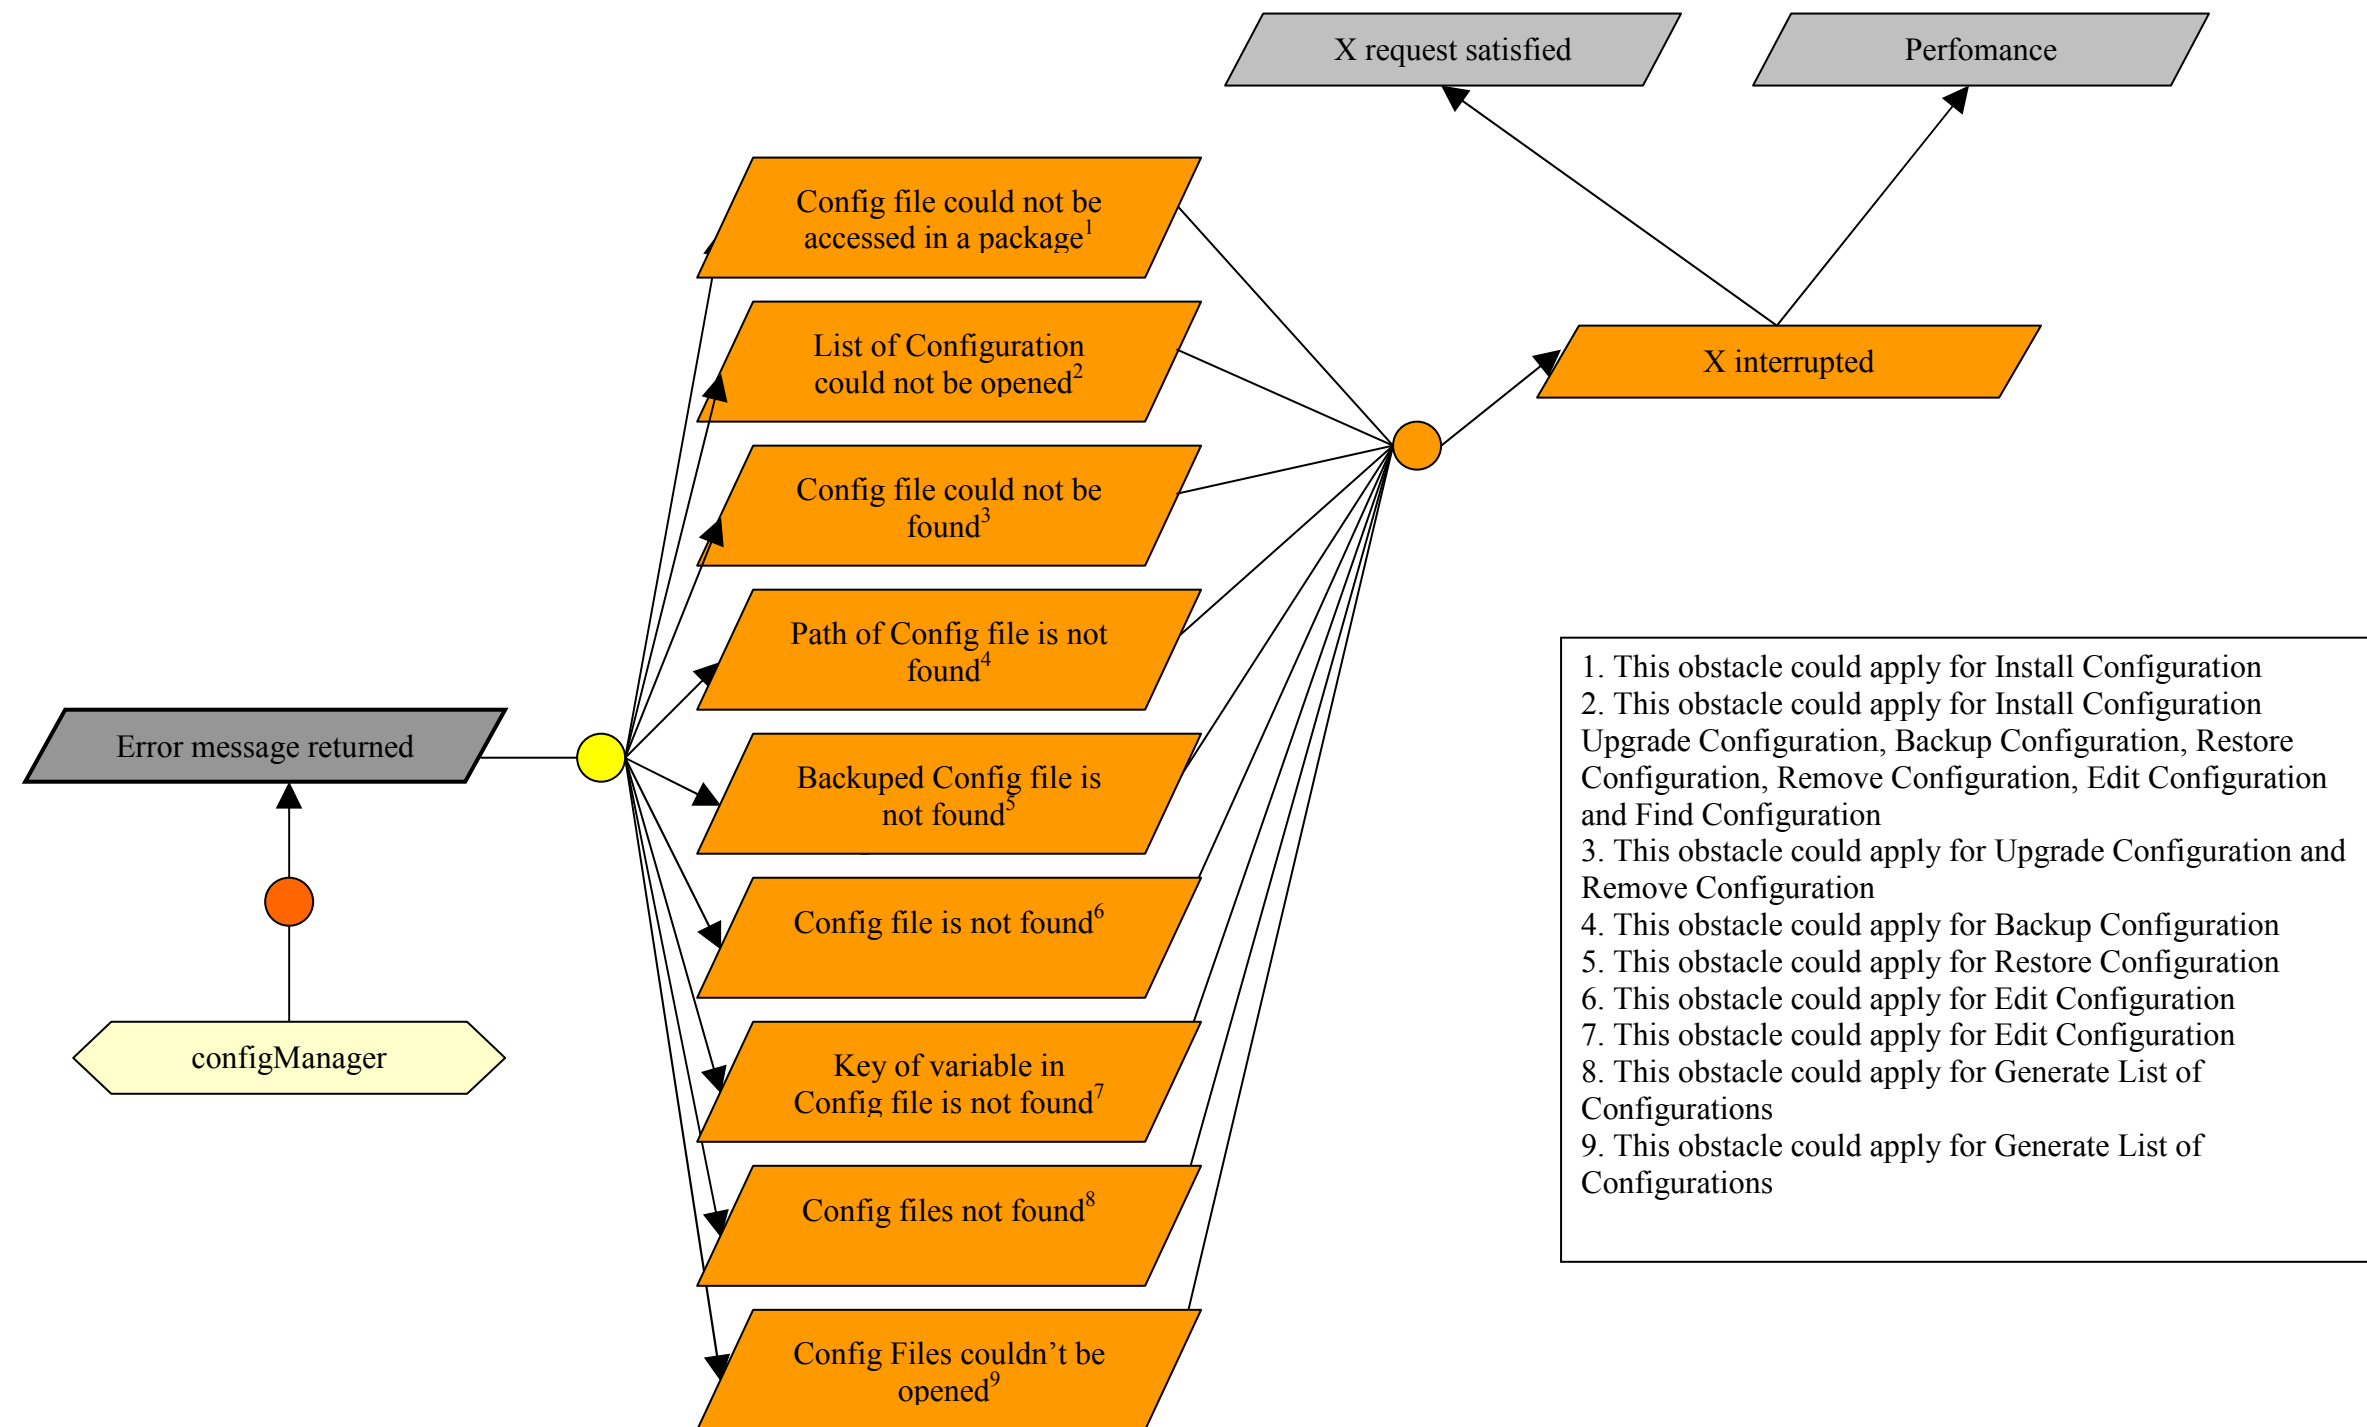 X request satisfied
Perfomance
Config file could not be
accessed in a package1
List of Configuration
could not be opened2
X interrupted
Config file could not be
found3
Path of Config file is not
found4
Error message returned
Backuped Config file is
not found5
Config file is not found6
configManager
Key of variable in
Config file is not found7
Config files not found8
Config Files couldn’t be
opened9
1. This obstacle could apply for Install Configuration
2. This obstacle could apply for Install Configuration
Upgrade Configuration, Backup Configuration, Restore
Configuration, Remove Configuration, Edit Configuration
and Find Configuration
3. This obstacle could apply for Upgrade Configuration and
Remove Configuration
4. This obstacle could apply for Backup Configuration
5. This obstacle could apply for Restore Configuration
6. This obstacle could apply for Edit Configuration
7. This obstacle could apply for Edit Configuration
8. This obstacle could apply for Generate List of
Configurations
9. This obstacle could apply for Generate List of
Configurations